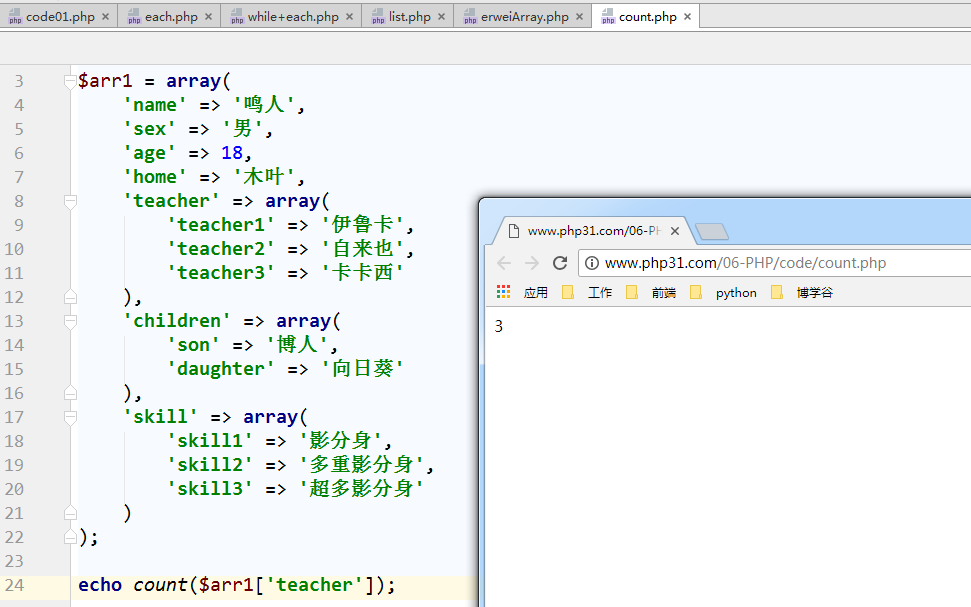 code01.php each.php while+each.php list.php erweiArray.php count.php
3 $arr1 = array(
4 'name' => '鸣人',
5 'sex' => '男',
6 'age' => 18,
7 'home' => '木叶',
8 'teacher' => array(
9 'teacher1' => '伊鲁卡',
10 'teacher2' => '自来也',
11 'teacher3' => '卡卡西'
12 ),
13 'children' => array(
14 'son' => '博人',
15 'daughter' => '向日葵'
16 ),
17 'skill' => array(
18 'skill1' => '影分身',
19 'skill2' => '多重影分身',
20 'skill3' => '超多影分身'
21 )
22 );
23
24 echo count($arr1['teacher']);
www.php31.com/06-PH
www.php31.com/06-PHP/code/count.php
应用 工作 前端 python 博学谷
3